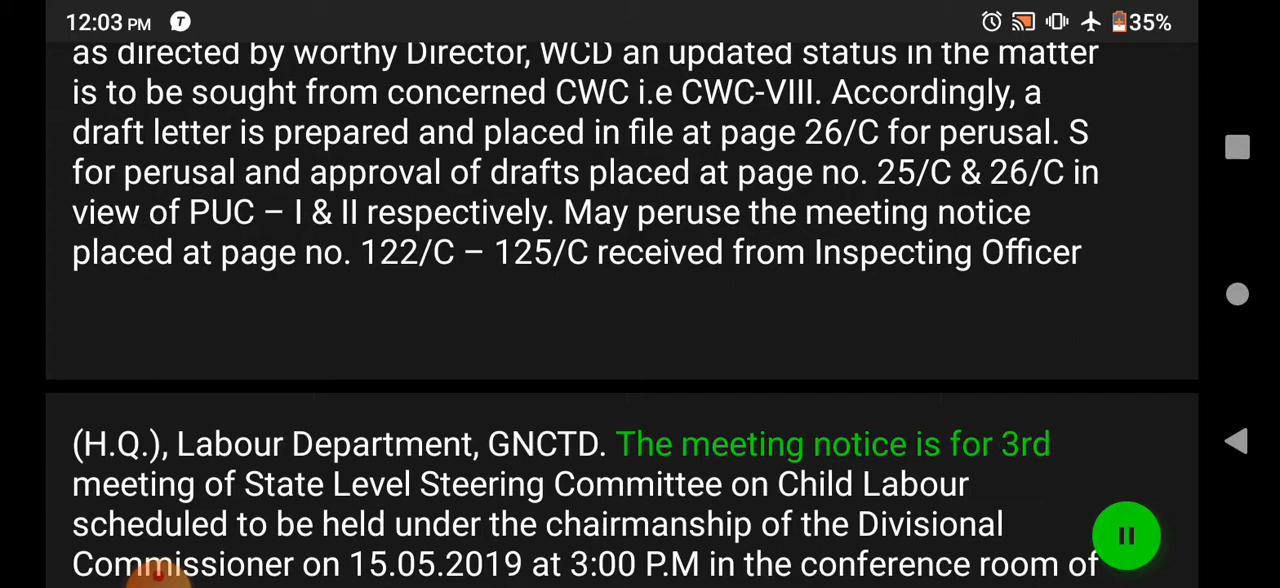 12:03 PM
35%
as directed by worthy Director, WCD an updated status in the matter
is to be sought from concerned CWC i.e CWC-VIII. Accordingly, a
draft letter is prepared and placed in file at page 26/C for perusal. S
for perusal and approval of drafts placed at page no. 25/C & 26/C in
view of PUC – I & II respectively. May peruse the meeting notice
placed at page no. 122/C – 125/C received from Inspecting Officer
(H.Q.), Labour Department, GNCTD. The meeting notice is for 3rd
meeting of State Level Steering Committee on Child Labour
scheduled to be held under the chairmanship of the Divisional
Commissioner on 15.05.2019 at 3:00 P.M in the conference room of